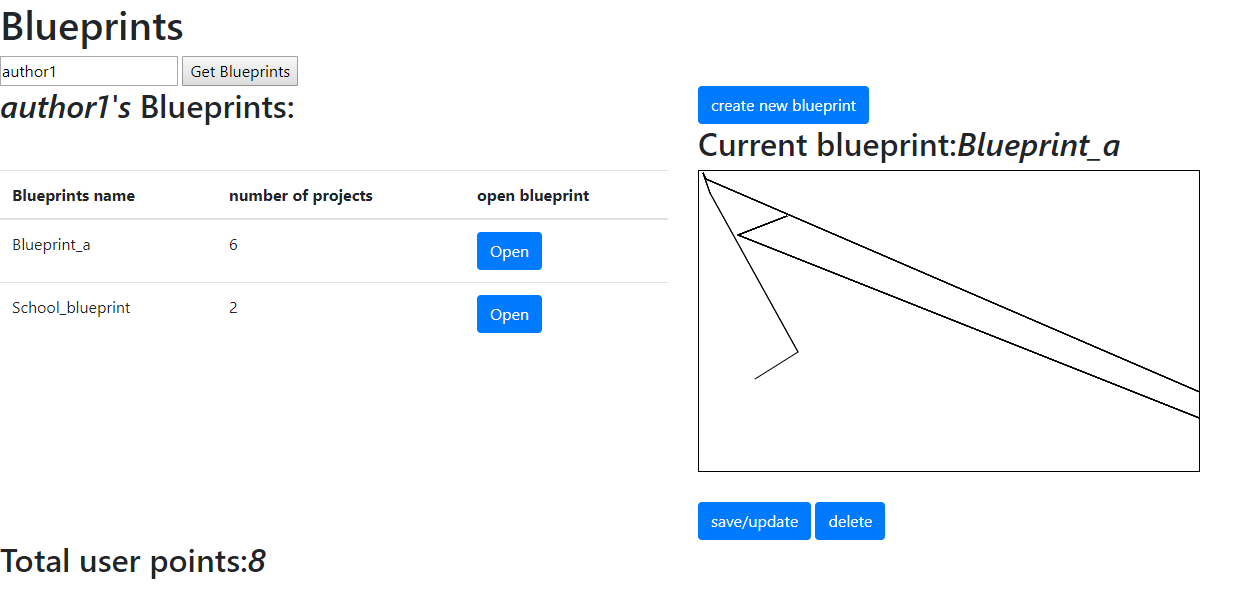 Blueprints
author1 Get Blueprints
author1's Blueprints:
create new blueprint
Current blueprint:Blueprint_a
Blueprints name number of projects open blueprint
Blueprint_a 6 Open
School_blueprint 2 Open
save/update delete
Total user points:8